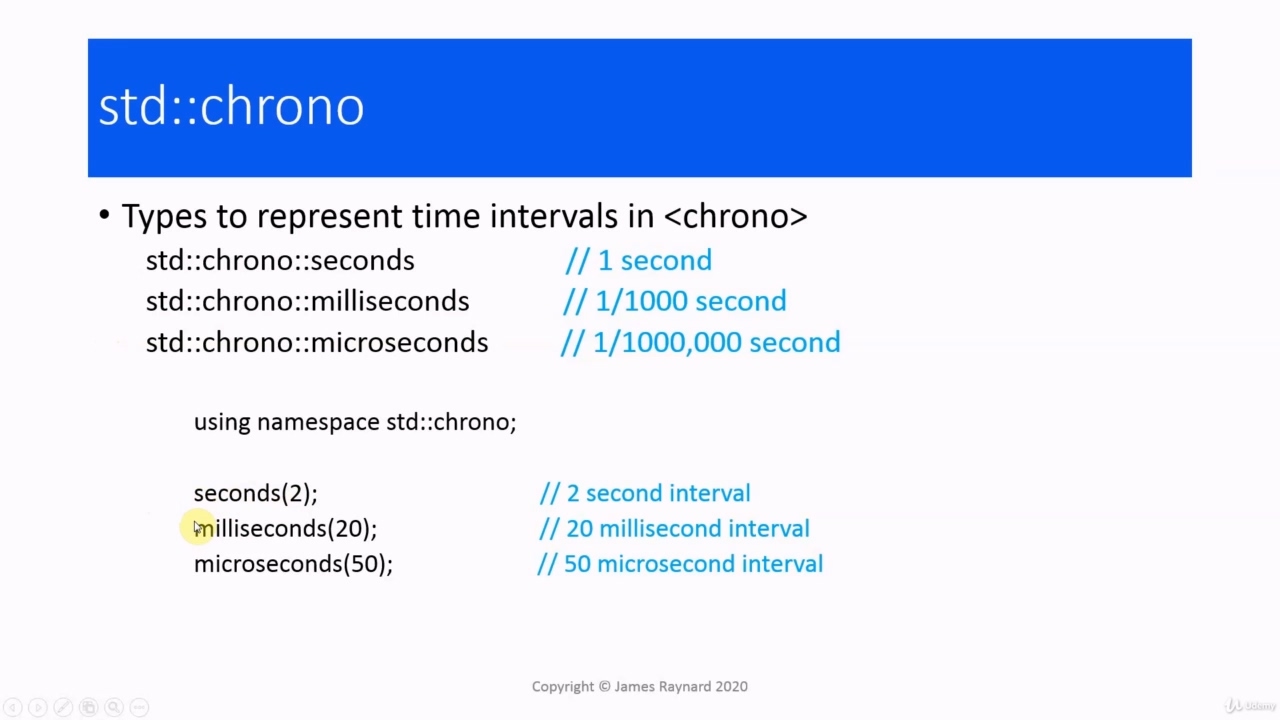 std::chrono
• Types to represent time intervals in <chrono>
std::chrono::seconds // 1 second
std::chrono::milliseconds // 1/1000 second
std::chrono::microseconds // 1/1000,000 second
using namespace std::chrono;
seconds(2); // 2 second interval
milliseconds(20); // 20 millisecond interval
microseconds(50); // 50 microsecond interval
Copyright © James Raynard 2020
Udemy